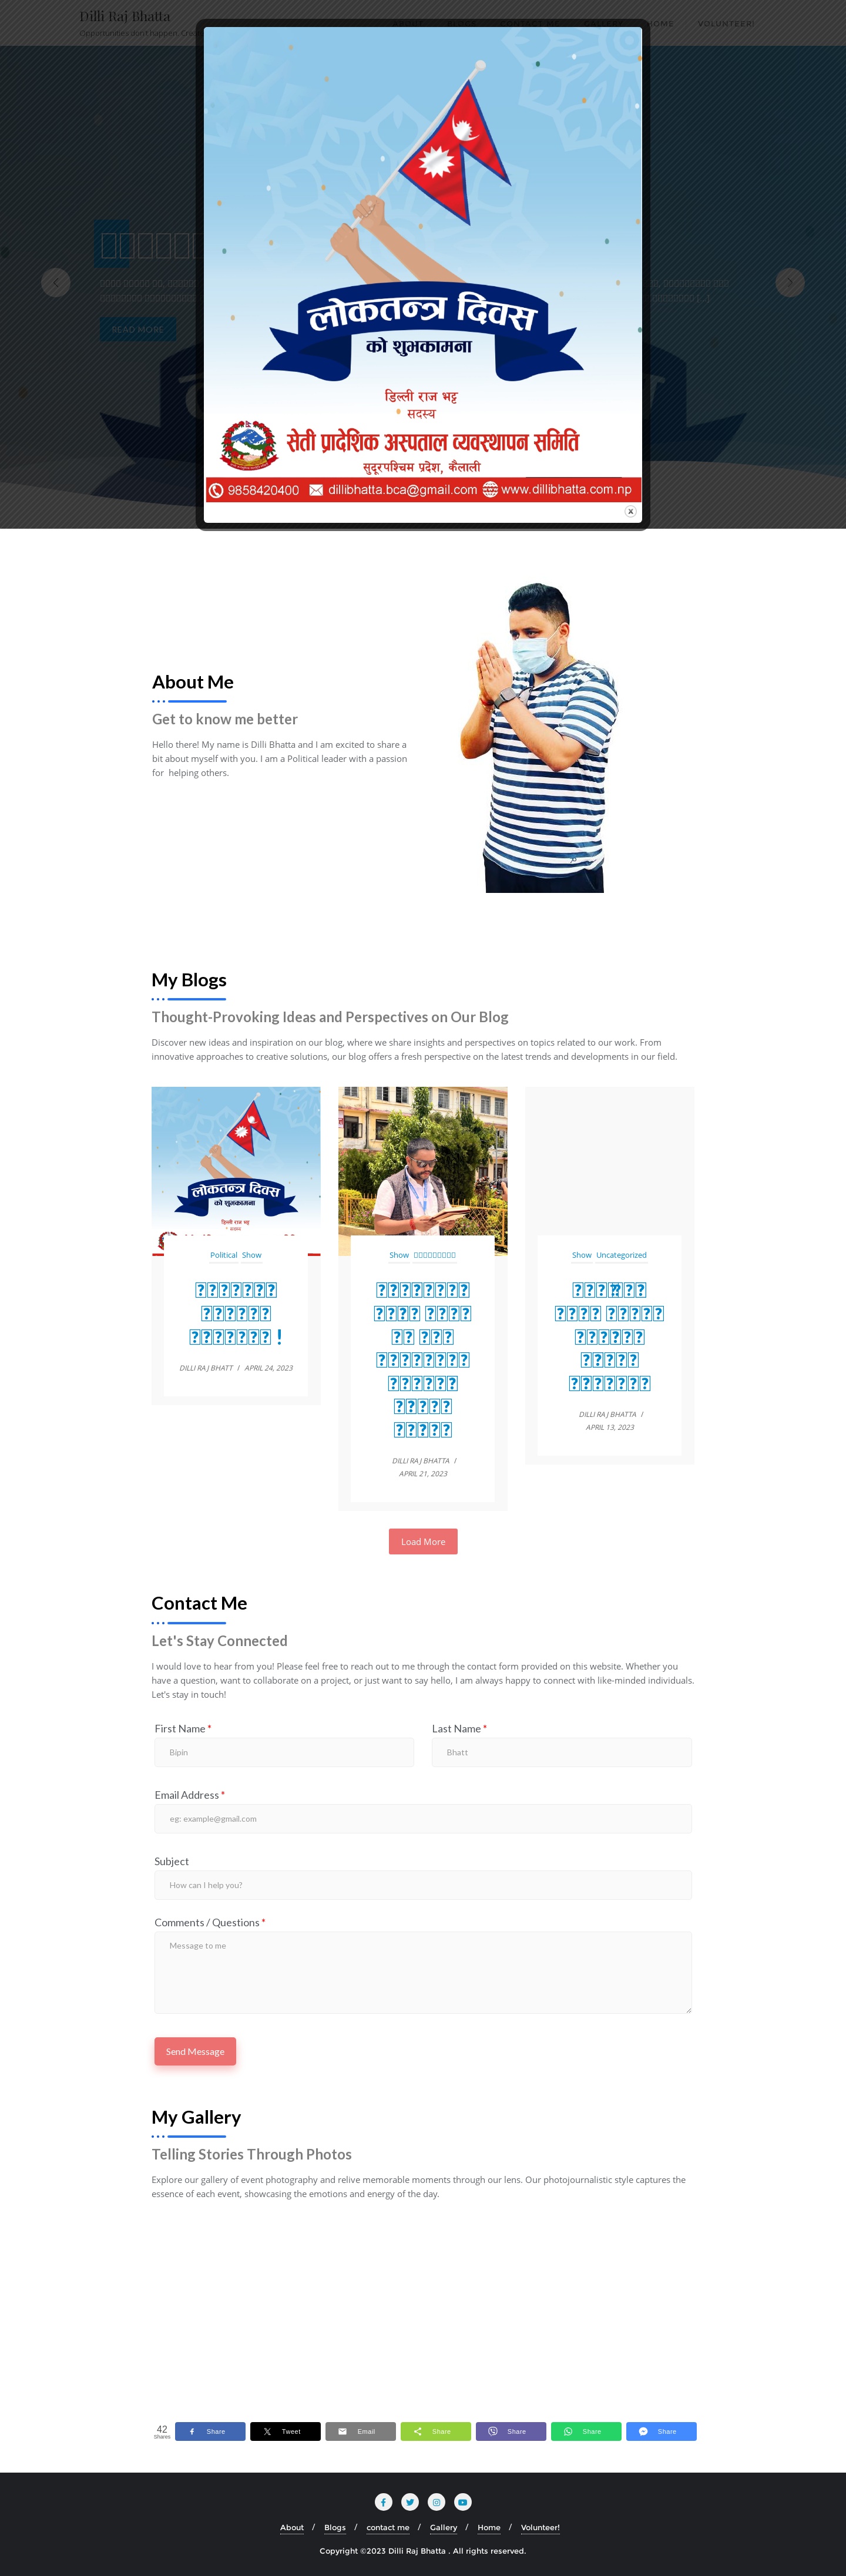 Dilli Raj Bhatta
Opportunities don't happen.
HOME
VOLUNTEER!
READ MORE
लोकतन्त्र दिवस
को शुभकामना
डिल्ली राज भट्ट
सदस्य
सेती प्रादेशिक अस्पताल व्यवस्थापन समिति
सुदूरपश्चिम प्रदेश, कैलाली
9858420400 dillibhatta.bca@gmail.com www.dillibhatta.com.np
x
About Me
Get to know me better
Hello there! My name is Dilli Bhatta and I am excited to share a
bit about myself with you. I am a Political leader with a passion
for helping others.
My Blogs
Thought-Provoking Ideas and Perspectives on Our Blog
Discover new ideas and inspiration on our blog, where we share insights and perspectives on topics related to our work. From
innovative approaches to creative solutions, our blog offers a fresh perspective on the latest trends and developments in our field.
लोकतन्त्र दिवस
को शुभकामना
डिल्ली राज भट्ट
सदस्य
Political Show
DILLI RAJ BHATT / APRIL 24, 2023
Show
DILLI RAJ BHATTA /
APRIL 21, 2023
Show Uncategorized
DILLI RAJ BHATTA /
APRIL 13, 2023
Load More
Contact Me
Let's Stay Connected
I would love to hear from you! Please feel free to reach out to me through the contact form provided on this website. Whether you
have a question, want to collaborate on a project, or just want to say hello, I am always happy to connect with like-minded individuals.
Let's stay in touch!
First Name * Last Name *
Bipin Bhatt
Email Address *
eg: example@gmail.com
Subject
How can I help you?
Comments / Questions *
Message to me
Send Message
My Gallery
Telling Stories Through Photos
Explore our gallery of event photography and relive memorable moments through our lens. Our photojournalistic style captures the
essence of each event, showcasing the emotions and energy of the day.
42
Shares
Share Tweet Email Share Share Share Share
About / Blogs / contact me / Gallery / Home / Volunteer!
Copyright ©2023 Dilli Raj Bhatta . All rights reserved.